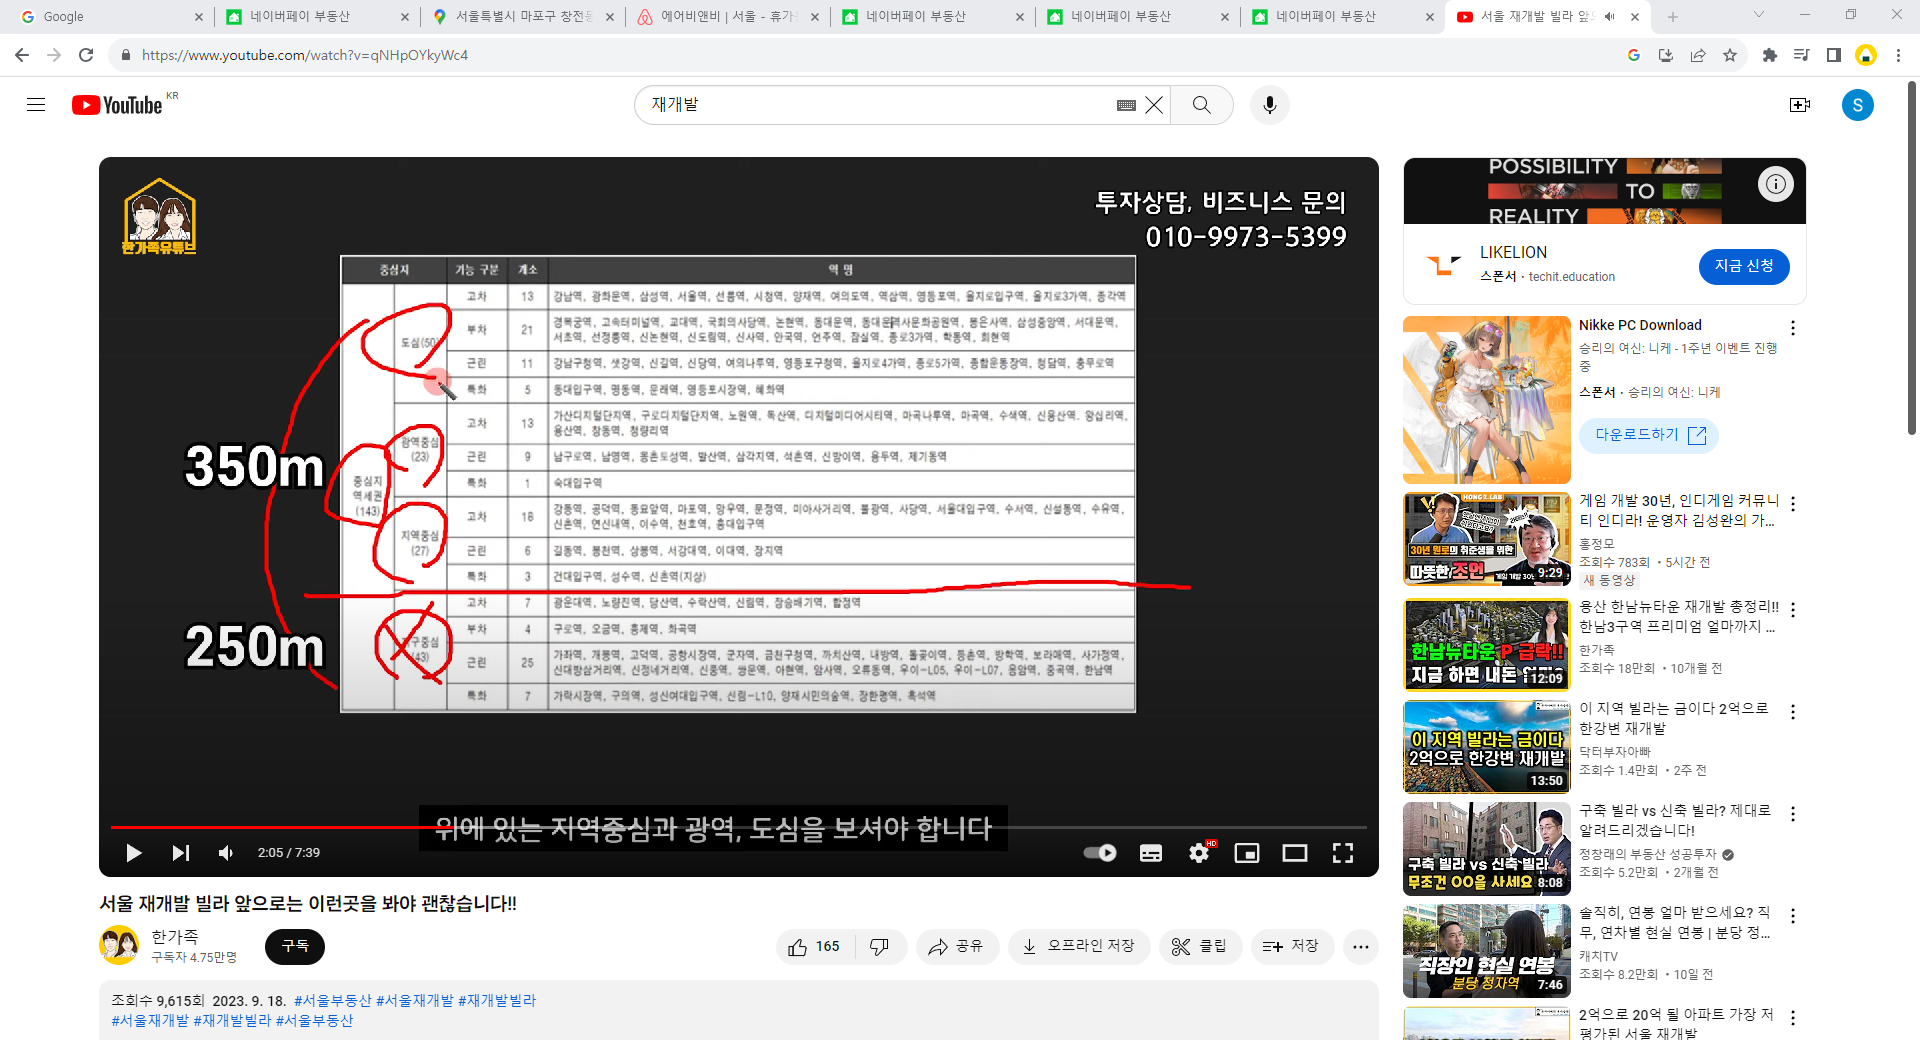 Google
네이버페이 부동산
서울특별시 마포구 창전동
에어비앤비 | 서울 - 휴가
네이버페이 부동산
네이버페이 부동산
네이버페이 부동산
서울 재개발 빌라 앞
https://www.youtube.com/watch?v=qNHpOYkyWc4
YouTube KR
재개발
S
한가족유튜브
투자상담, 비즈니스 문의
010-9973-5399
중심지 기능 구분 개소 역 명
고차 13 강남역, 광화문역, 삼성역, 서울역, 선릉역, 시청역, 양재역, 여의도역, 역삼역, 영등포역, 을지로입구역, 을지로3가역, 종각역
도심(50) 부차 21 경복궁역, 고속터미널역, 교대역, 국회의사당역, 논현역, 동대문역, 동대문역사문화공원역, 봉은사역, 삼성중앙역, 서대문역,
서초역, 선정릉역, 신논현역, 신도림역, 신사역, 안국역, 언주역, 잠실역, 종로3가역, 학동역, 회현역
근린 11 강남구청역, 샛강역, 신길역, 신당역, 여의나루역, 영등포구청역, 을지로4가역, 종로5가역, 종합운동장역, 청담역, 충무로역
특화 5 동대입구역, 명동역, 문래역, 영등포시장역, 혜화역
광역중심
(23)
고차 13 가산디지털단지역, 구로디지털단지역, 노원역, 독산역, 디지털미디어시티역, 마곡나루역, 마곡역, 수색역, 신용산역, 왕십리역,
용산역, 창동역, 청량리역
근린 9 남구로역, 남영역, 몽촌토성역, 발산역, 삼각지역, 석촌역, 신방이역, 용두역, 제기동역
특화 1 숙대입구역
중심지
역세권
(143)
지역중심
(27)
고차 18 강동역, 공덕역, 동묘앞역, 마포역, 망우역, 문정역, 미아사거리역, 불광역, 사당역, 서울대입구역, 수서역, 신설동역, 수유역,
신촌역, 연신내역, 이수역, 천호역, 홍대입구역
근린 6 길동역, 봉천역, 상봉역, 서강대역, 이대역, 장지역
특화 3 건대입구역, 성수역, 신촌역(지상)
고차 7 광운대역, 노량진역, 당산역, 수락산역, 신림역, 장승배기역, 합정역
지구중심
(43)
부차 4 구로역, 오금역, 홍제역, 화곡역
근린 25 가좌역, 개봉역, 고덕역, 공항시장역, 군자역, 금천구청역, 까치산역, 내방역, 돌곶이역, 등촌역, 방학역, 보라매역, 사가정역,
신대방삼거리역, 신정네거리역, 신풍역, 쌍문역, 아현역, 암사역, 오류동역, 우이-L05, 우이-L07, 응암역, 중곡역, 한남역
특화 7 가락시장역, 구의역, 성신여대입구역, 신림-L10, 양재시민의숲역, 장한평역, 흑석역
350m
250m
위에 있는 지역중심과 광역, 도심을 보셔야 합니다
2:05 / 7:39
HD
서울 재개발 빌라 앞으로는 이런곳을 봐야 괜찮습니다!!
한가족
구독자 4.75만명
구독
165
공유
오프라인 저장
클립
저장
조회수 9,615회 2023. 9. 18. #서울부동산 #서울재개발 #재개발빌라
#서울재개발 #재개발빌라 #서울부동산
POSSIBILITY
TO
REALITY
LIKELION
스폰서 · techit.education
지금 신청
Nikke PC Download
승리의 여신: 니케 - 1주년 이벤트 진행
중
스폰서 · 승리의 여신: 니케
다운로드하기
HONG'Z LAB
30년 원로의 취준생을 위한
따뜻한 조언
9:29
게임 개발 30년, 인디게임 커뮤니
티 인디라! 운영자 김성완의 가...
홍정모
조회수 783회 · 5시간 전
새 동영상
한남뉴타운 P 급락!!
지금 하면 내돈
12:09
용산 한남뉴타운 재개발 총정리!!
한남3구역 프리미엄 얼마까지 ...
한가족
조회수 18만회 · 10개월 전
이 지역 빌라는 금이다
2억으로 한강변 재개발
13:50
이 지역 빌라는 금이다 2억으로
한강변 재개발
닥터부자아빠
조회수 1.4만회 · 2주 전
구축 빌라 vs 신축 빌라
무조건 OO을 사세요
8:08
구축 빌라 vs 신축 빌라? 제대로
알려드리겠습니다!
정창래의 부동산 성공투자
조회수 5.2만회 · 2개월 전
직장인 현실 연봉
분당 정자역
7:46
솔직히, 연봉 얼마 받으세요? 직
무, 연차별 현실 연봉 | 분당 정...
캐치TV
조회수 8.2만회 · 10일 전
2억으로 20억 될 아파트 가장 저
평가된 서울 재개발